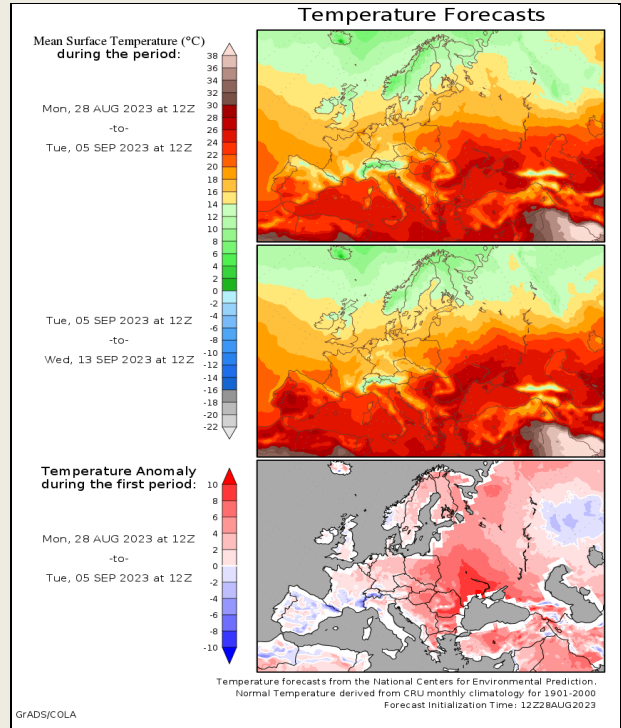 Temperature Forecasts
Mean Surface Temperature (°C)
during the period:
Mon, 28 AUG 2023 at 12Z
-to-
Tue, 05 SEP 2023 at 12Z
38
36
34
32
30
28
26
24
22
20
18
16
14
12
10
8
6
4
2
0
-2
-4
-6
-8
-10
-12
-14
-16
-18
-20
-22
Tue, 05 SEP 2023 at 12Z
-to-
Wed, 13 SEP 2023 at 12Z
Temperature Anomaly
during the first period:
Mon, 28 AUG 2023 at 12Z
-to-
Tue, 05 SEP 2023 at 12Z
10
8
6
4
2
0
-2
-4
-6
-8
-10
Temperature forecasts from the National Centers for Environmental Prediction.
Normal Temperature derived from CRU monthly climatology for 1901-2000
Forecast Initialization Time: 12Z28AUG2023
GrADS/COLA